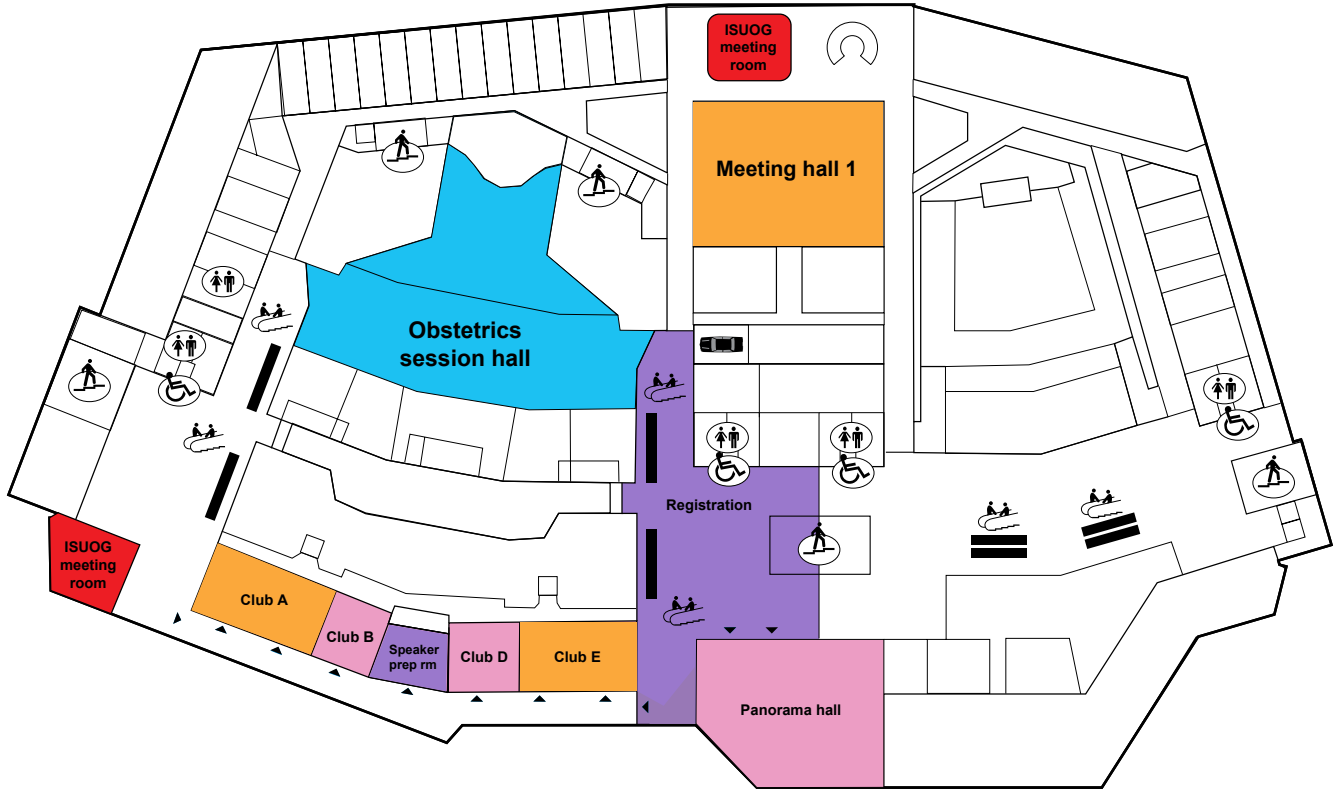 ISUOG
meeting
room
Meeting hall 1
Obstetrics
session hall
Registration
ISUOG
meeting
room
Club A
Club B
Speaker
prep rm
Club D
Club E
Panorama hall